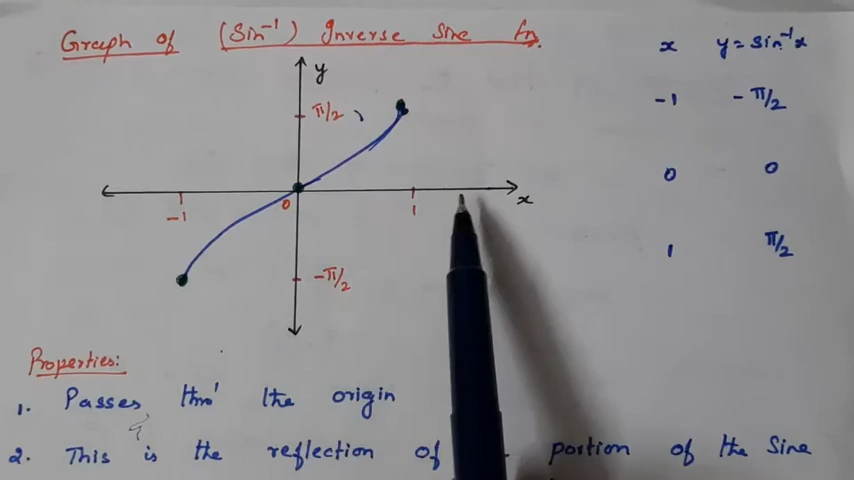 Graph of (Sin⁻¹) Inverse Sine fn.
x y = sin⁻¹x
y
-1 -π/2
π/2
0 0
x
-1 0 1
1 π/2
-π/2
Properties:
1. Passes thro' the origin
2. This is the reflection of portion of the Sine